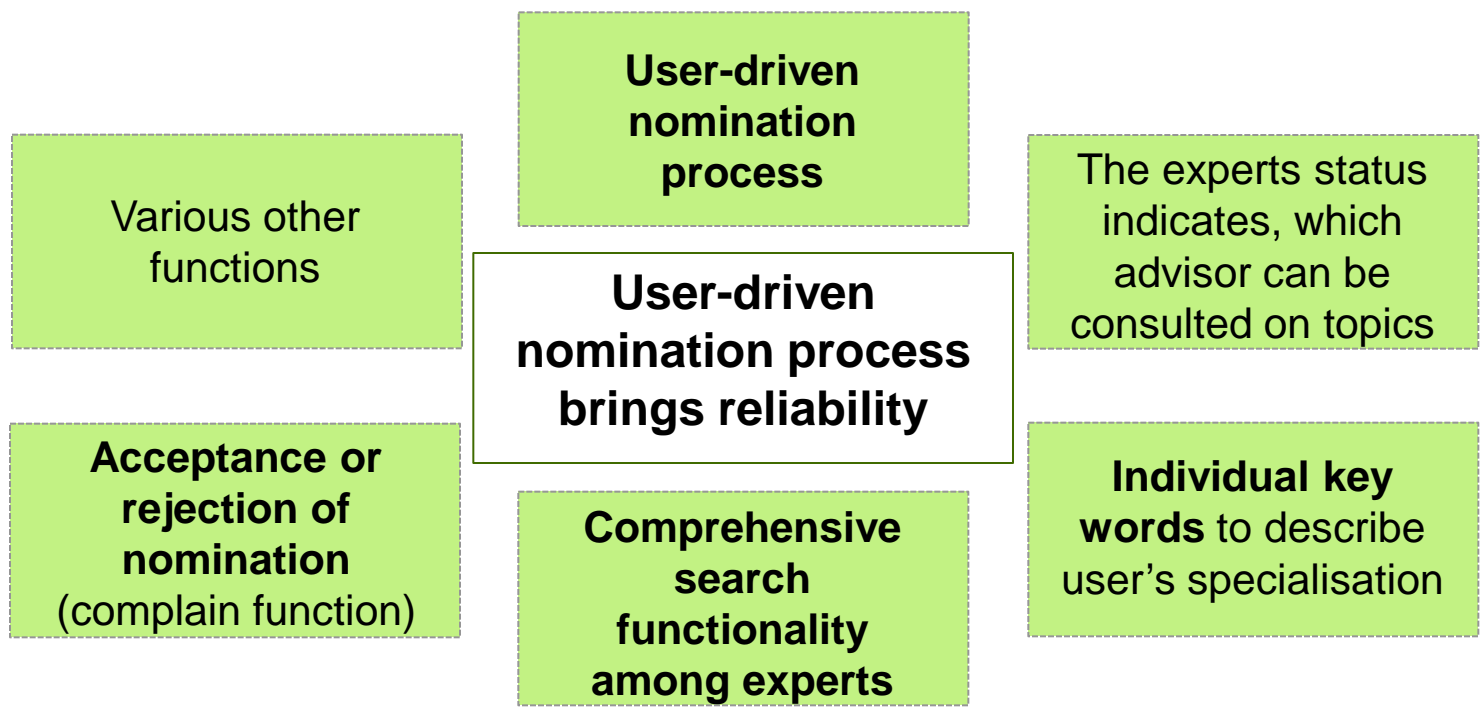 User-driven
nomination
process
Various other
functions
The experts status
indicates, which
advisor can be
consulted on topics
User-driven
nomination process
brings reliability
Acceptance or
rejection of
nomination
(complain function)
Comprehensive
search
functionality
among experts
Individual key
words to describe
user’s specialisation